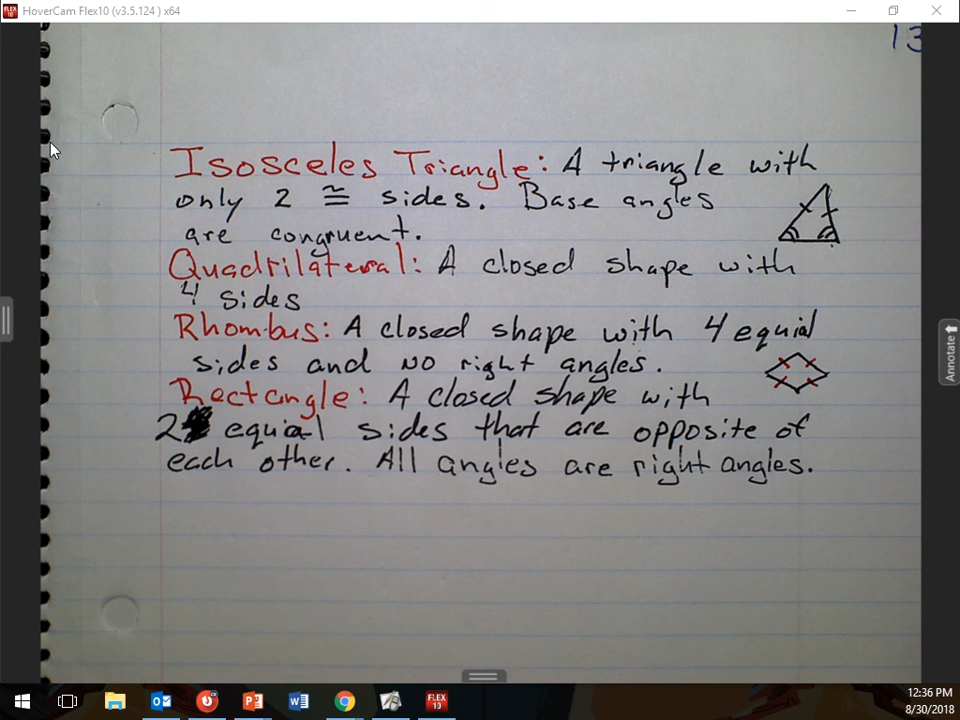 HoverCam Flex10 (v3.5.124 ) x64
13
Isosceles Triangle: A triangle with
only 2 ≅ sides. Base angles
are congruent.
Quadrilateral: A closed shape with
4 sides
Rhombus: A closed shape with 4 equial
sides and no right angles.
Rectangle: A closed shape with
2 equial sides that are opposite of
each other. All angles are right angles.
Annotate
FLEX
10
12:36 PM
8/30/2018